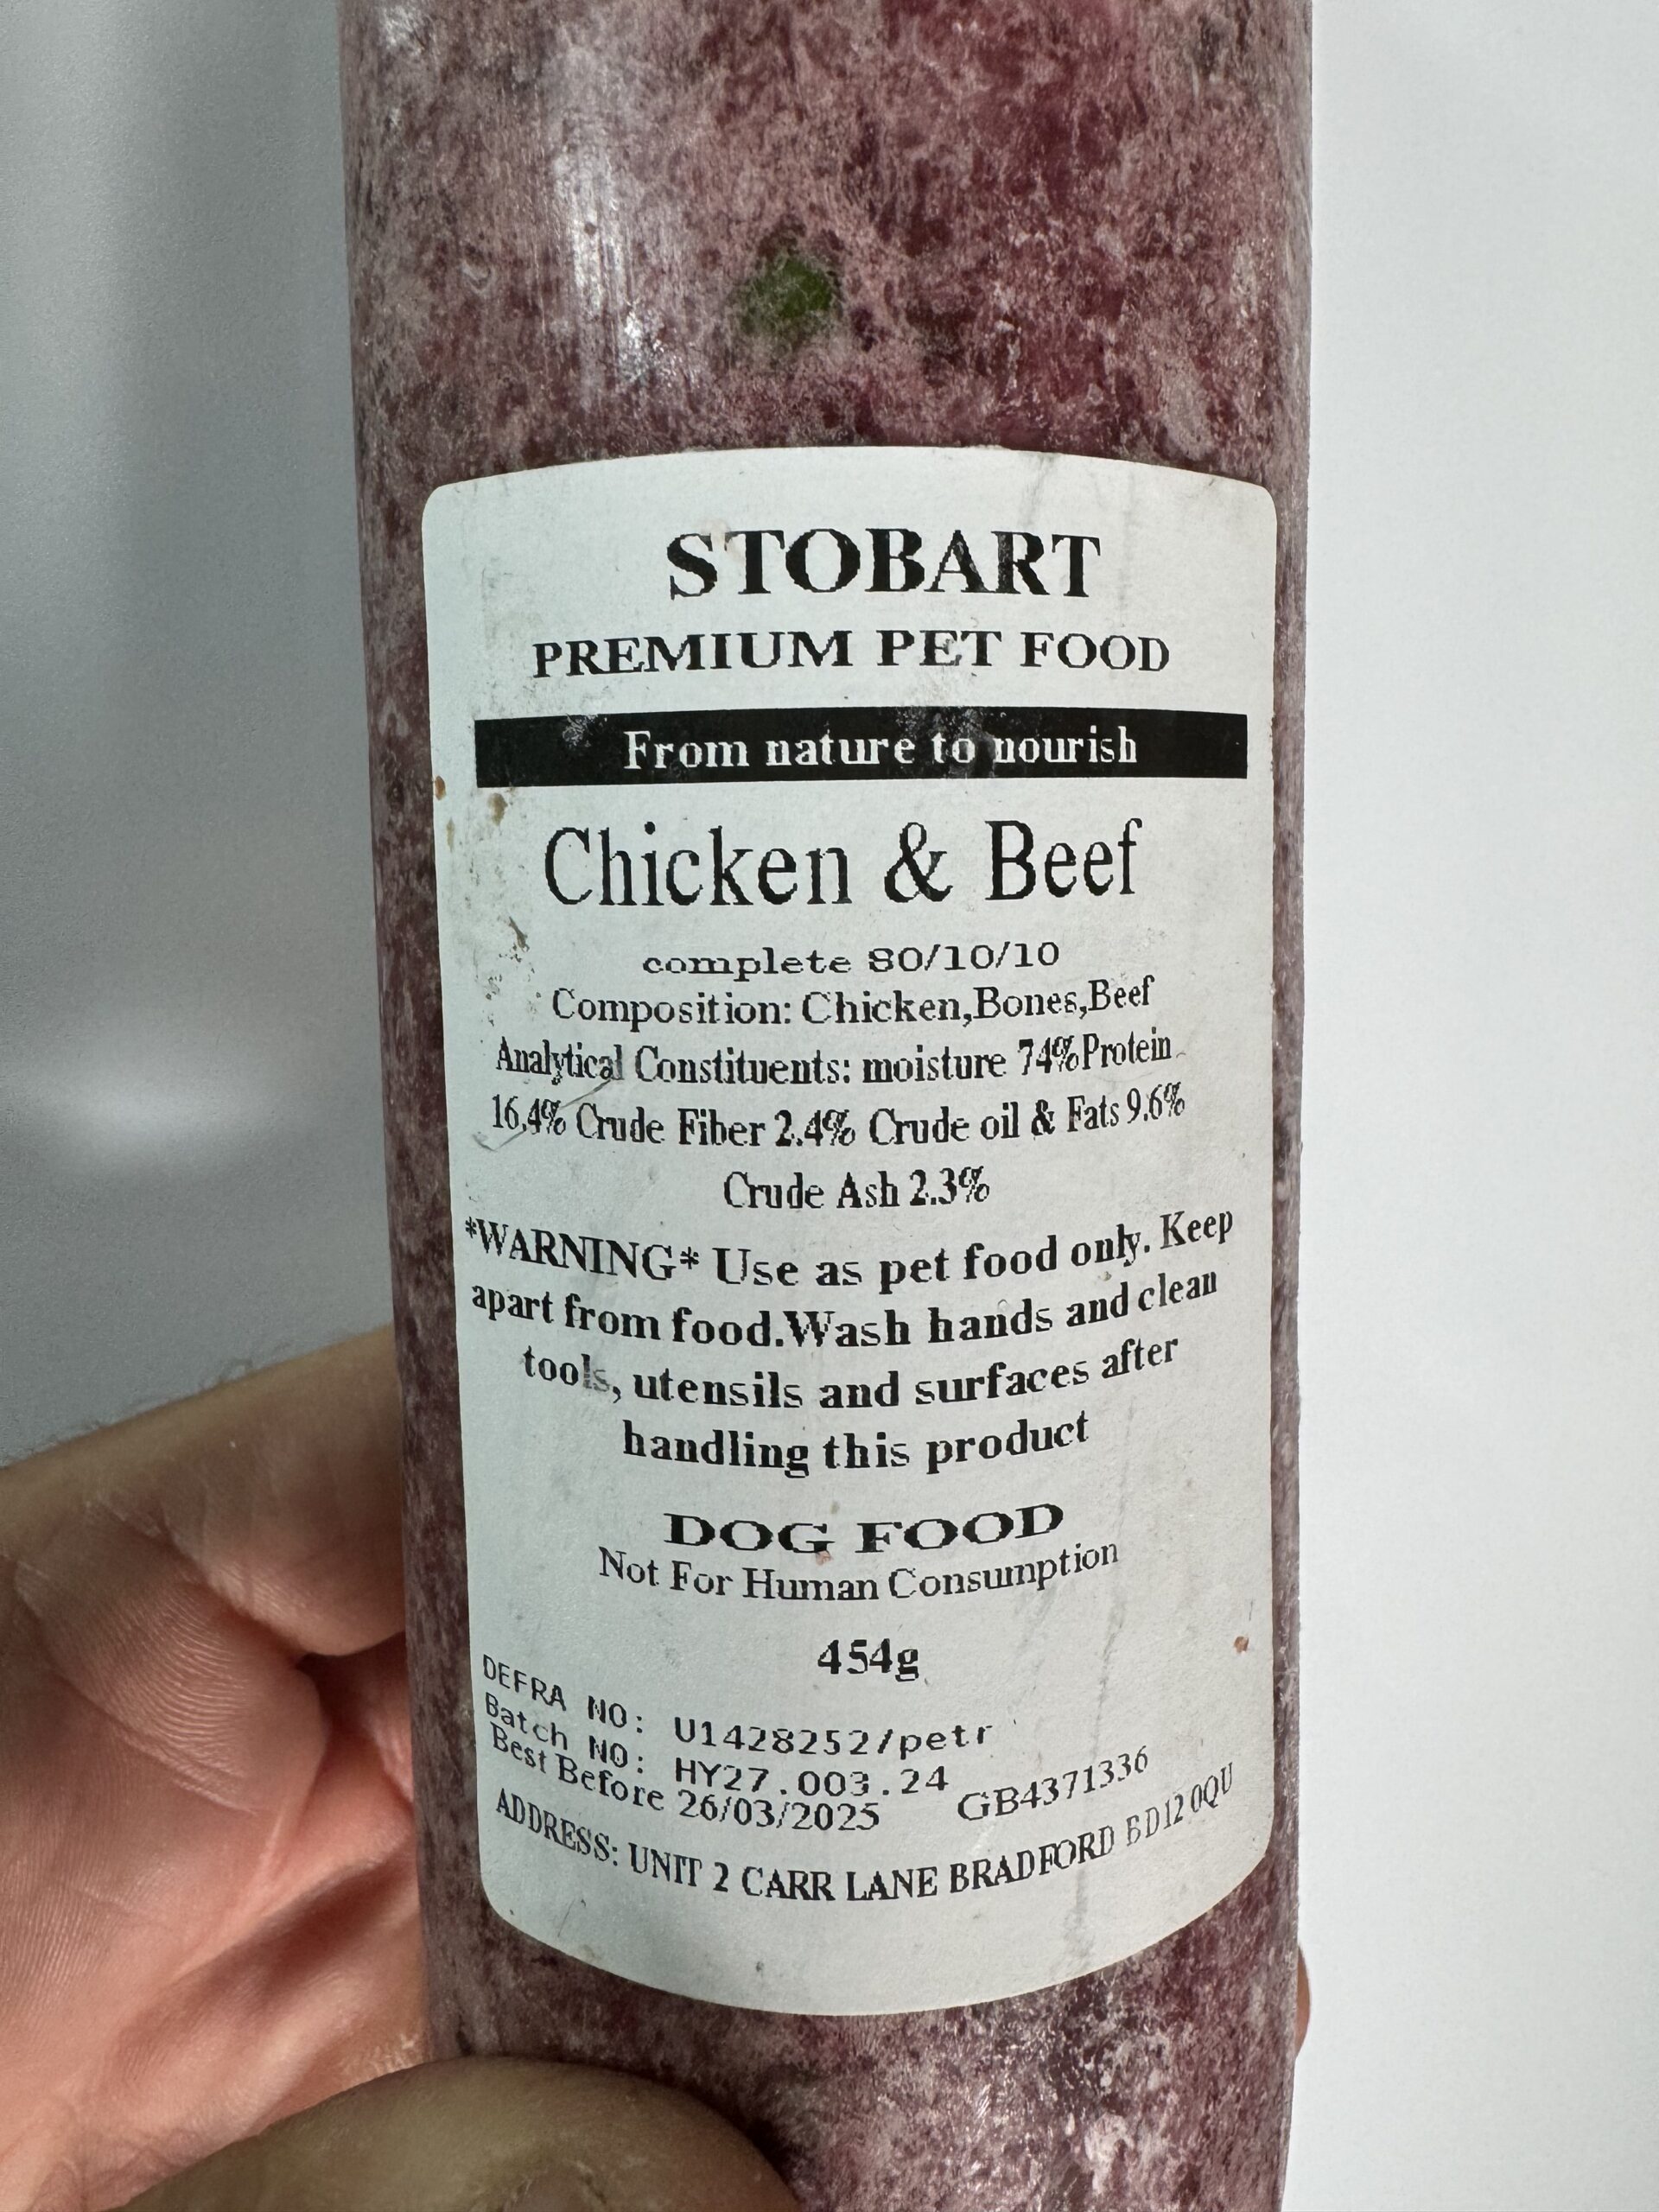 STOBART
PREMIUM PET FOOD
From nature to nourish
Chicken & Beef
complete 80/10/10
Composition: Chicken,Bones,Beef
Analytical Constituents: moisture 74%Protein
16.4% Crude Fiber 2.4% Crude oil & Fats 9.6%
Crude Ash 2.3%
*WARNING* Use as pet food only. Keep
apart from food.Wash hands and clean
tools, utensils and surfaces after
handling this product
DOG FOOD
Not For Human Consumption
454g
DEFRA NO: U1428252/petr
Batch NO: HY27.003.24
Best Before 26/03/2025 GB4371336
ADDRESS: UNIT 2 CARR LANE BRADFORD BD12 0QU